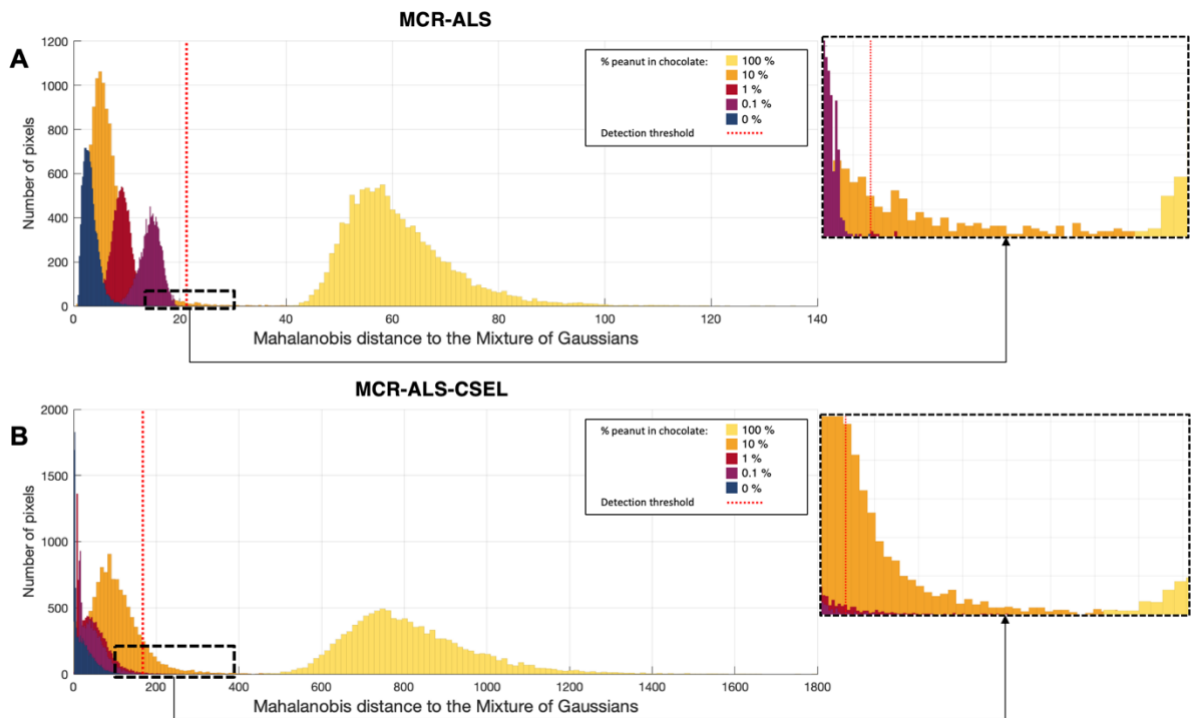 MCR-ALS
A
1200
1000
800
600
400
200
0
Number of pixels
0 20 40 60 80 100 120 140
Mahalanobis distance to the Mixture of Gaussians
% peanut in chocolate: 100 %
10 %
1 %
0.1 %
0 %
Detection threshold
MCR-ALS-CSEL
B
2000
1500
1000
500
0
Number of pixels
0 200 400 600 800 1000 1200 1400 1600 1800
Mahalanobis distance to the Mixture of Gaussians
% peanut in chocolate: 100 %
10 %
1 %
0.1 %
0 %
Detection threshold